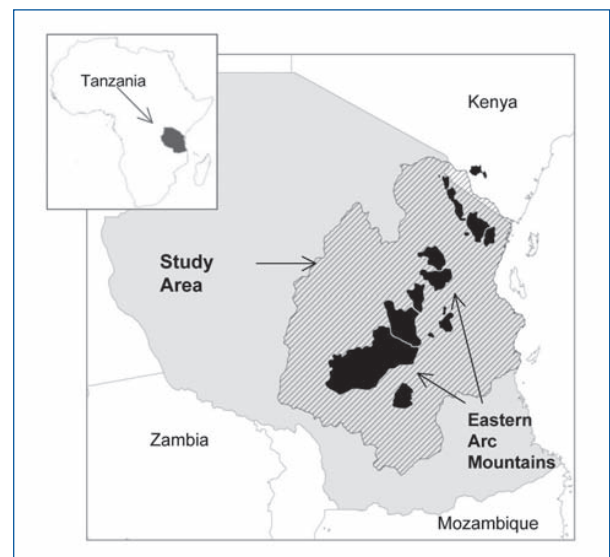 Tanzania
Kenya
Study
Area
Zambia
Eastern
Arc
Mountains
Mozambique